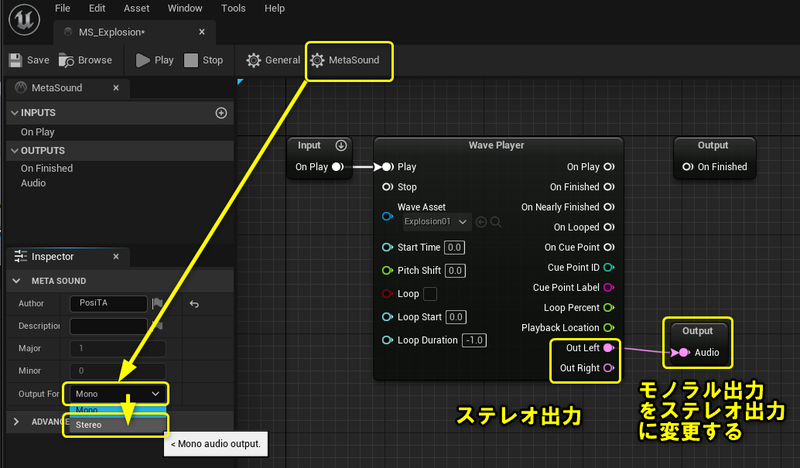 File Edit Asset Window Tools Help
MS_Explosion*
Save Browse Play Stop General MetaSound
MetaSound
INPUTS
On Play
OUTPUTS
On Finished
Audio
Inspector
META SOUND
Author PosiTA
Description
Major 1
Minor 0
Output For Mono
Mono
ADVANC
Stereo
< Mono audio output.
Input
On Play
Wave Player
Play
Stop
Wave Asset
Explosion01
Start Time 0.0
Pitch Shift 0.0
Loop
Loop Start 0.0
Loop Duration -1.0
On Play
On Finished
On Nearly Finished
On Looped
On Cue Point
Cue Point ID
Cue Point Label
Loop Percent
Playback Location
Out Left
Out Right
Output
On Finished
Output
Audio
ステレオ出力
モノラル出力
をステレオ出力
に変更する